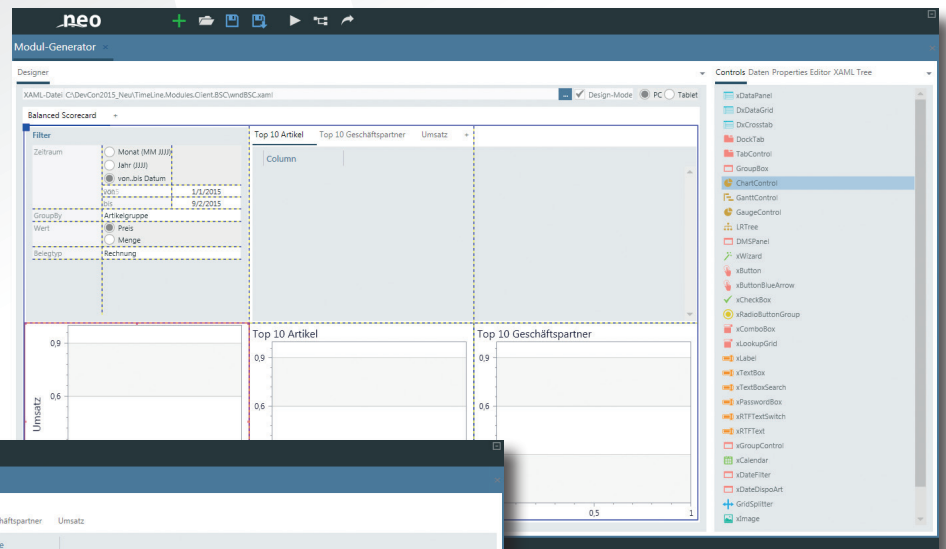 neo
Modul-Generator ×
Designer
XAML-Datei C:\DevCon2015_Neu\TimeLine.Modules.Client.BSC\wndBSC.xaml ... Design-Mode PC Tablet
Balanced Scorecard +
Filter
Zeitraum Monat (MM JJJJ)
Jahr (JJJJ)
von..bis Datum
von 1/1/2015
bis 9/2/2015
GroupBy Artikelgruppe
Wert Preis
Menge
Belegtyp Rechnung
Top 10 Artikel Top 10 Geschäftspartner Umsatz +
Column
0,9
0,6
Umsatz
Top 10 Artikel
0,9
0,6
Top 10 Geschäftspartner
0,9
0,6
0,5 1
Controls Daten Properties Editor XAML Tree
xDataPanel
DxDataGrid
DxCrosstab
DockTab
TabControl
GroupBox
ChartControl
GanttControl
GaugeControl
LRTree
DMSPanel
xWizard
xButton
xButtonBlueArrow
xCheckBox
xRadioButtonGroup
xComboBox
xLookupGrid
xLabel
xTextBox
xTextBoxSearch
xPasswordBox
xRTFTextSwitch
xRTFText
xGroupControl
xCalendar
xDateFilter
xDateDispoArt
GridSplitter
xImage
häftspartner Umsatz
e